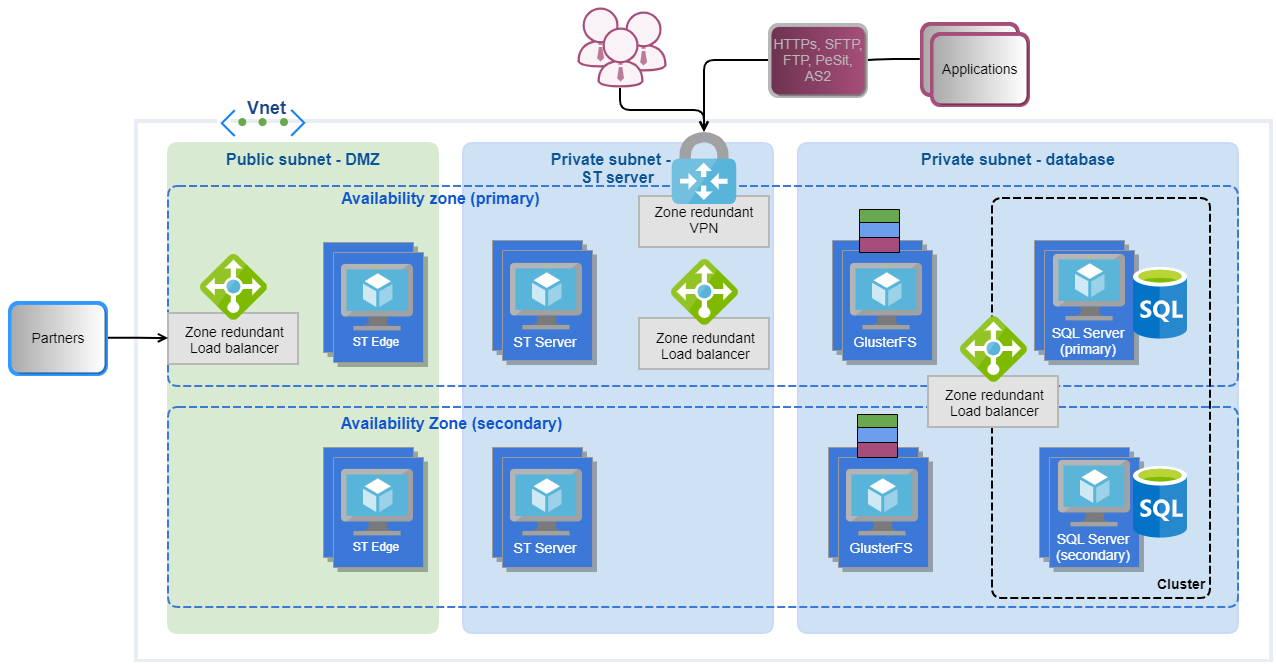 HTTPs, SFTP,
FTP, PeSit,
AS2
Applications
Vnet
Public subnet - DMZ
Private subnet -
ST server
Private subnet - database
Availability zone (primary)
Zone redundant
VPN
Partners
Zone redundant
Load balancer
ST Edge
ST Server
Zone redundant
Load balancer
GlusterFS
SQL Server
(primary)
SQL
Zone redundant
Load balancer
Availability Zone (secondary)
ST Edge
ST Server
GlusterFS
SQL Server
(secondary)
SQL
Cluster